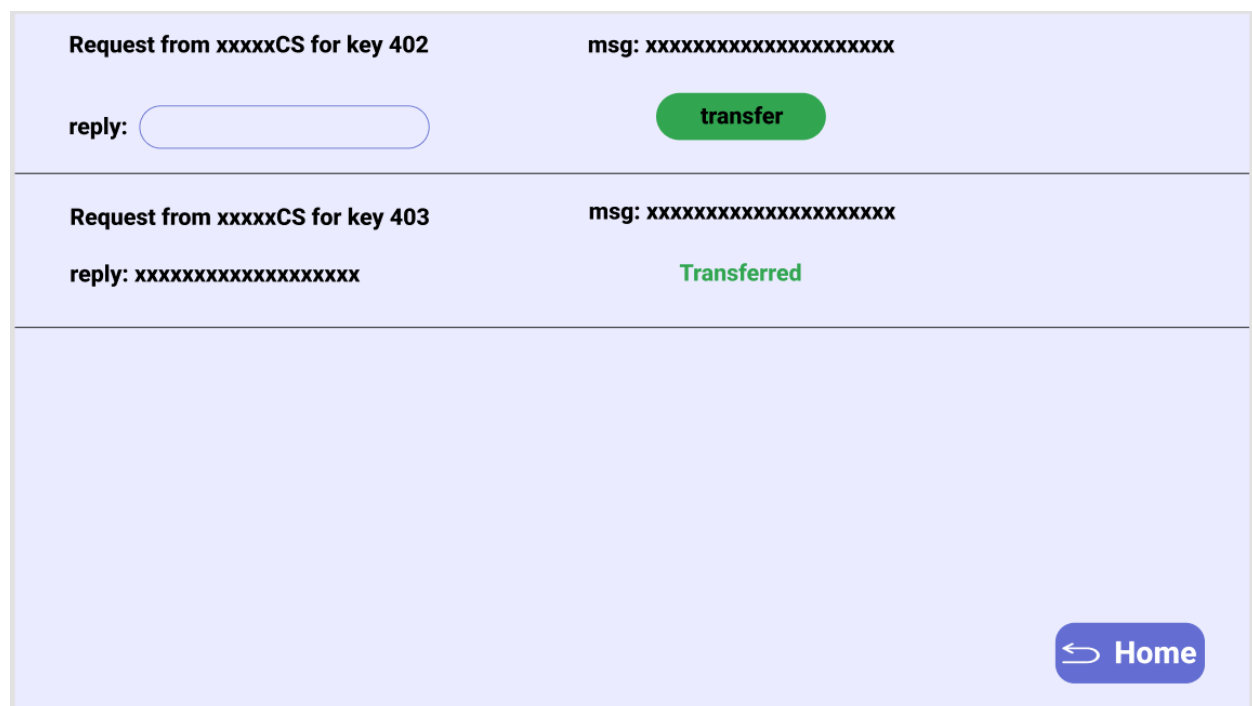 Request from xxxxxCS for key 402
msg: xxxxxxxxxxxxxxxxxxxxx
reply:
transfer
Request from xxxxxCS for key 403
msg: xxxxxxxxxxxxxxxxxxxxx
reply: xxxxxxxxxxxxxxxxxxx
Transferred
Home